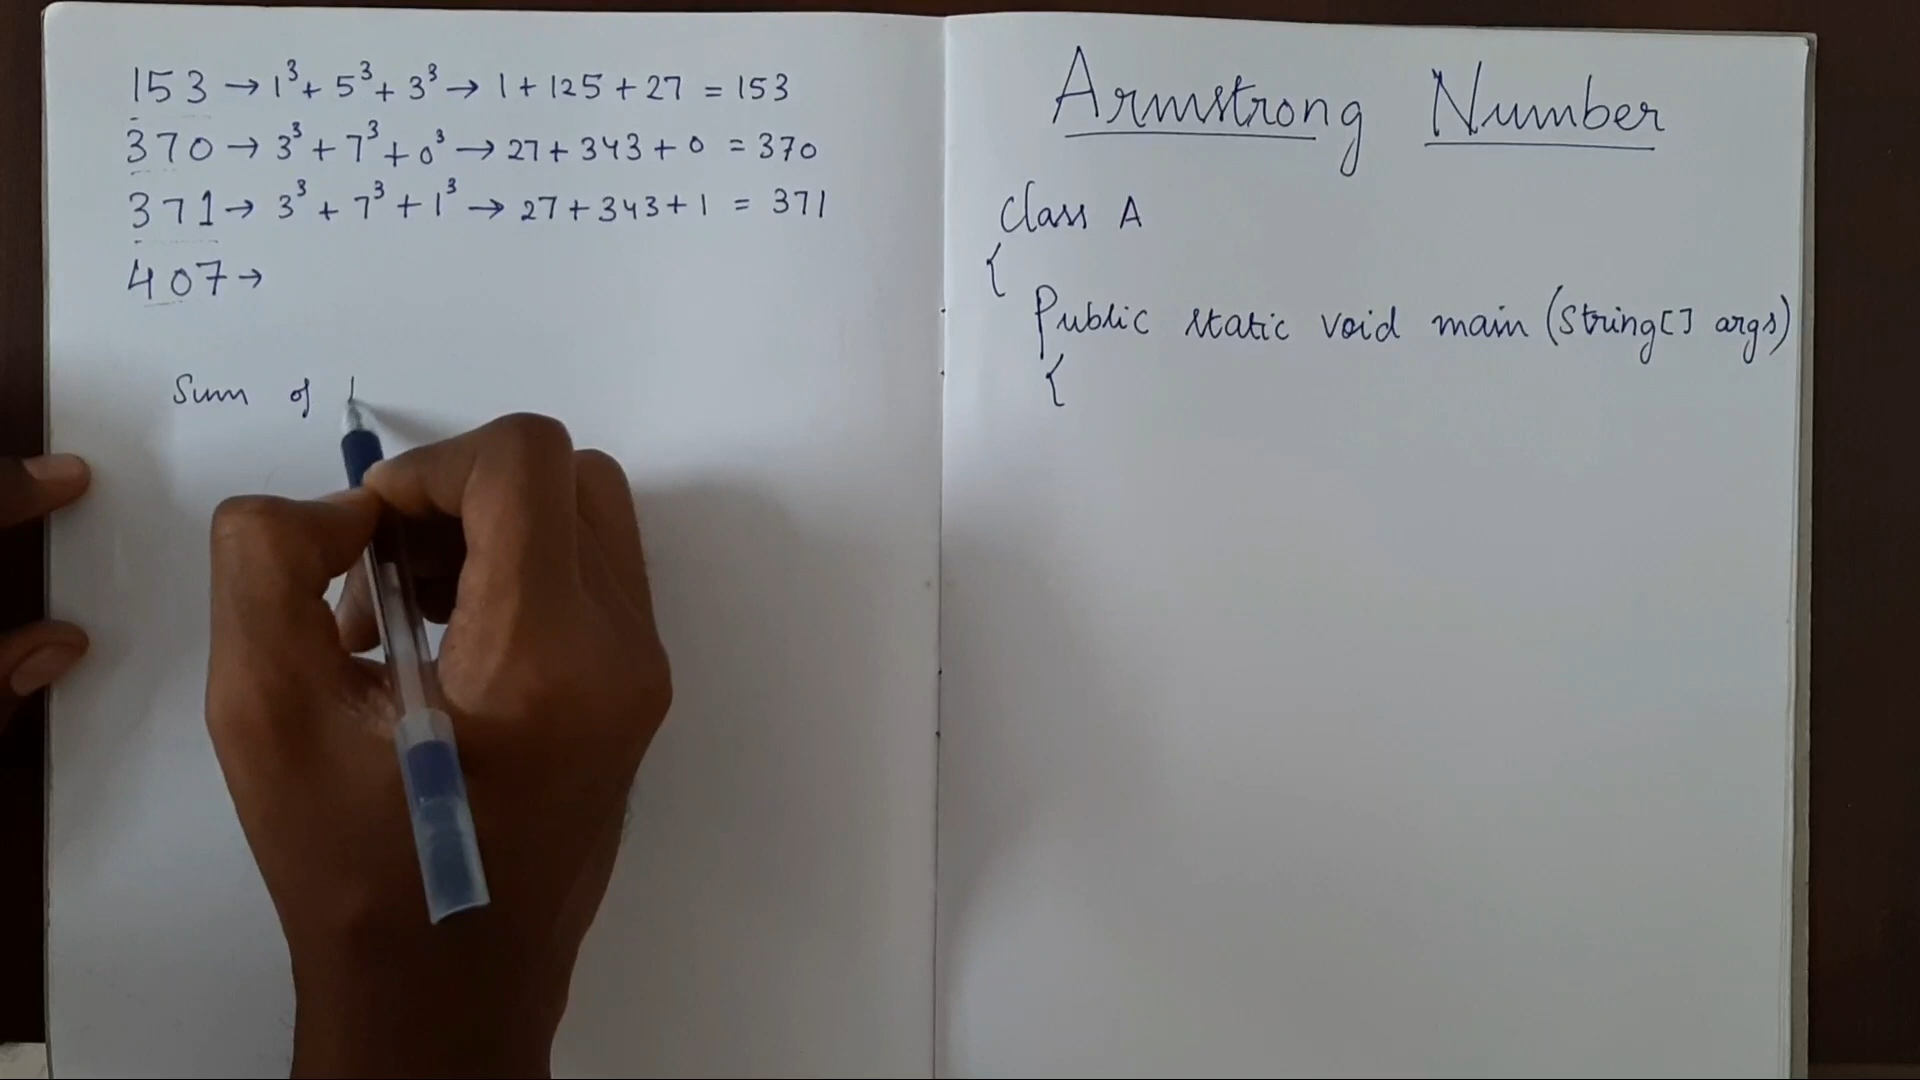 153 → 1³ + 5³ + 3³ → 1 + 125 + 27 = 153
370 → 3³ + 7³ + 0³ → 27 + 343 + 0 = 370
371 → 3³ + 7³ + 1³ → 27 + 343 + 1 = 371
407 →
Sum of
Armstrong Number
Class A
{
Public static void main (String[] args)
{